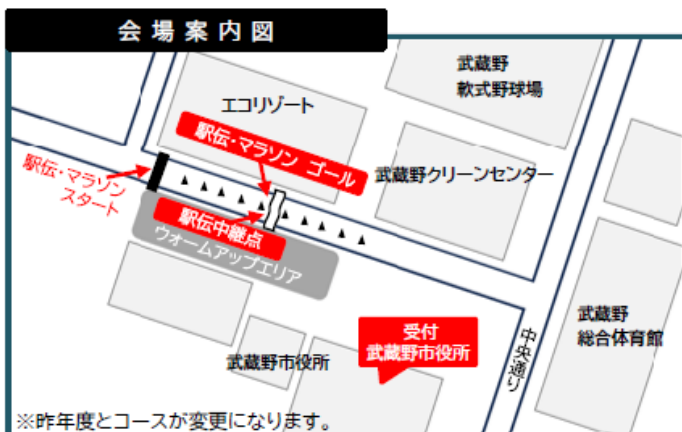 会場案内図
武蔵野
軟式野球場
エコリゾート
駅伝・マラソン ゴール
武蔵野クリーンセンター
駅伝・マラソン
スタート
駅伝中継点
ウォームアップエリア
受付
武蔵野市役所
武蔵野市役所
中央通り
武蔵野
総合体育館
※昨年度とコースが変更になります。